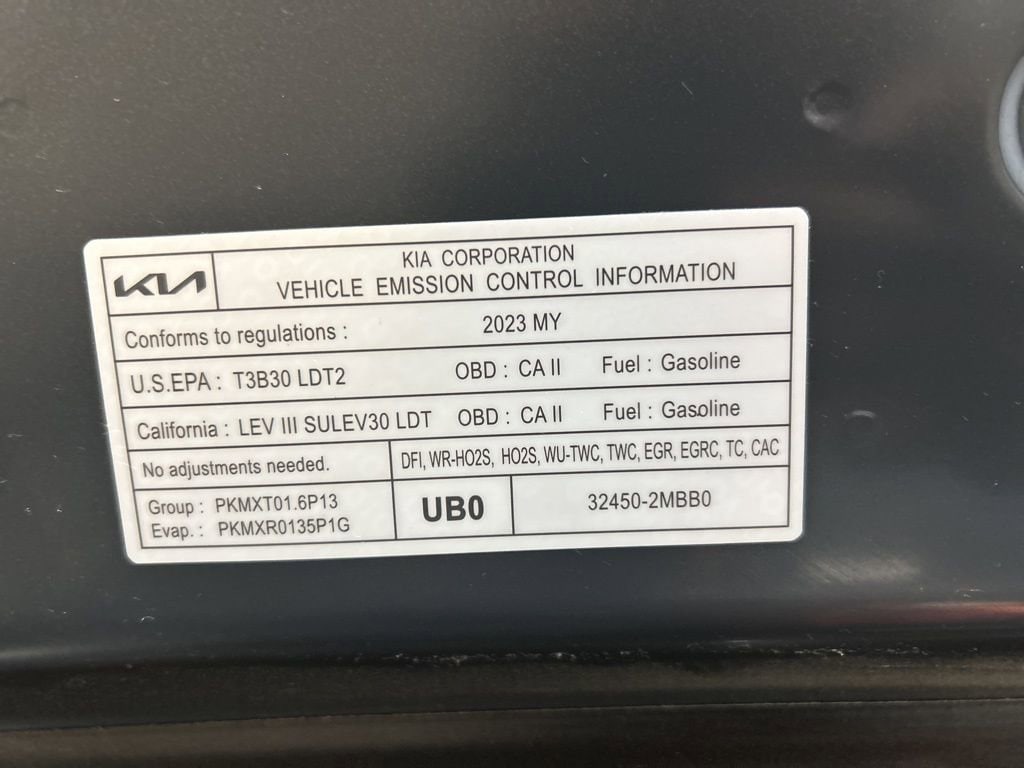 KIA
KIA CORPORATION
VEHICLE EMISSION CONTROL INFORMATION
Conforms to regulations : 2023 MY
U.S.EPA : T3B30 LDT2 OBD : CA II Fuel : Gasoline
California : LEV III SULEV30 LDT OBD : CA II Fuel : Gasoline
No adjustments needed. DFI, WR-HO2S, HO2S, WU-TWC, TWC, EGR, EGRC, TC, CAC
Group : PKMXT01.6P13
Evap. : PKMXR0135P1G
UB0
32450-2MBB0